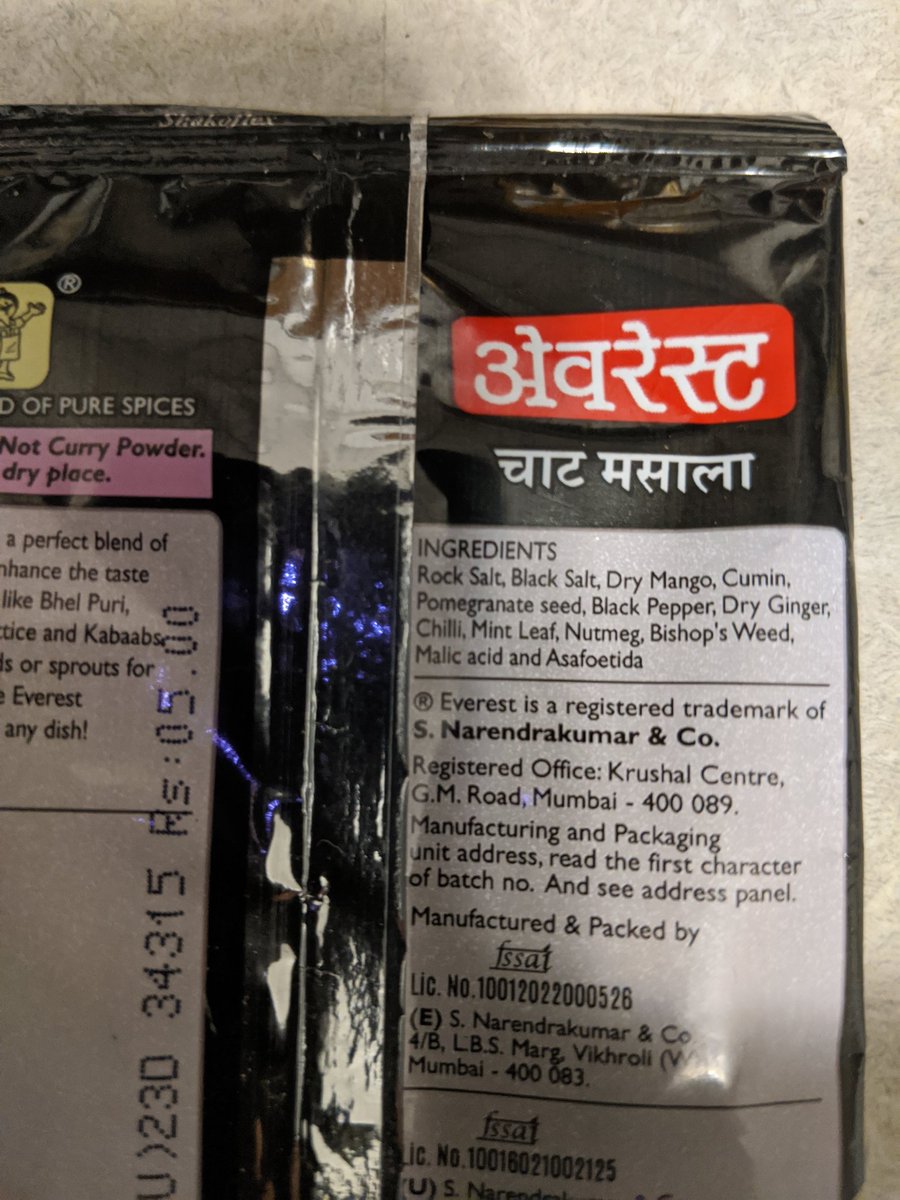 Shakoflex
®
D OF PURE SPICES
Not Curry Powder.
dry place.
a perfect blend of
nhance the taste
like Bhel Puri,
ctice and Kabaabs,
ds or sprouts for
e Everest
any dish!
Rs:05.00
U)23D 34315
अेवरेस्ट
चाट मसाला
INGREDIENTS
Rock Salt, Black Salt, Dry Mango, Cumin,
Pomegranate seed, Black Pepper, Dry Ginger,
Chilli, Mint Leaf, Nutmeg, Bishop's Weed,
Malic acid and Asafoetida
® Everest is a registered trademark of
S. Narendrakumar & Co.
Registered Office: Krushal Centre,
G.M. Road, Mumbai - 400 089.
Manufacturing and Packaging
unit address, read the first character
of batch no. And see address panel.
Manufactured & Packed by
fssai
Lic. No.10012022000526
(E) S. Narendrakumar & Co
4/B, L.B.S. Marg, Vikhroli (W
Mumbai - 400 083.
fssai
Lic. No.10016021002125
(U) S. Narendrakumar & Co